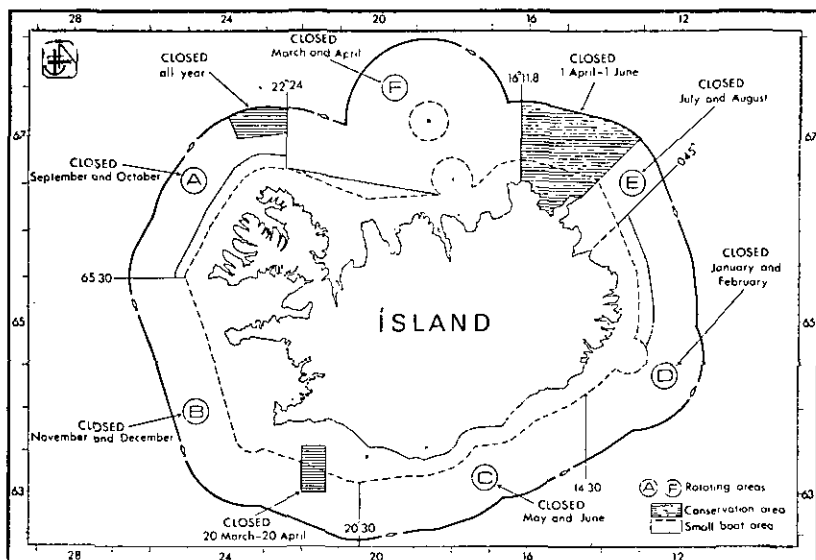 28
24
20
16
12
CLOSED
all year
22°24
CLOSED
March and April
F
16°11.8
CLOSED
1 April-1 June
CLOSED
July and August
67
67
CLOSED
September and October
A
E
045°
65 30
65
65
CLOSED
January and
February
ÍSLAND
D
B
CLOSED
November and December
C
14 30
63
63
CLOSED
20 March-20 April
20 30
CLOSED
May and June
A F Rotating areas
Conservation area
Small boat area
28
24
20
16
12